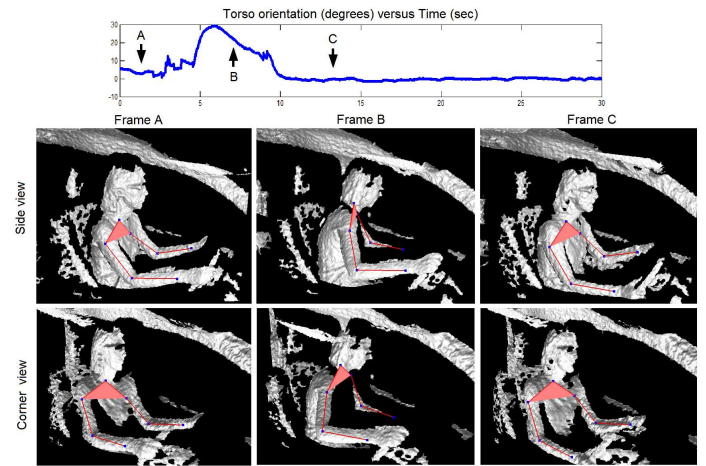 Torso orientation (degrees) versus Time (sec)
30
20
10
0
-10
A
B
C
0
5
10
15
20
25
30
Frame A
Frame B
Frame C
Side view
Corner view